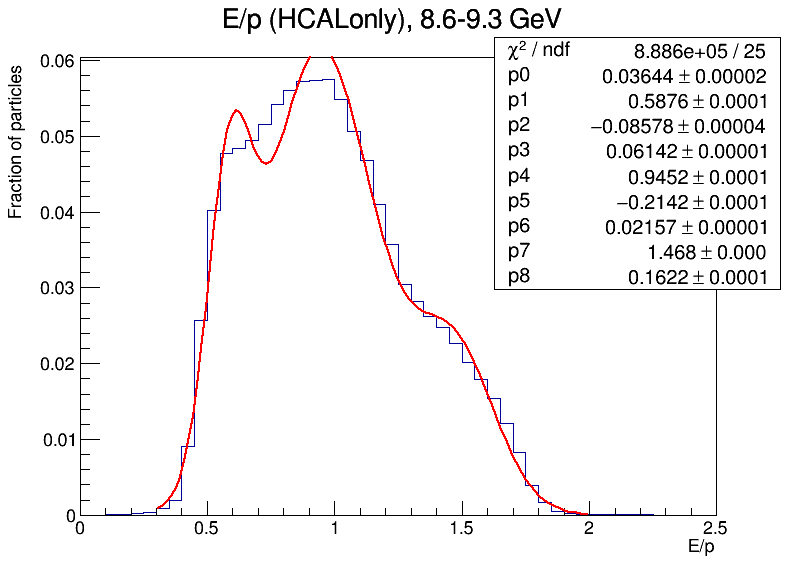 E/p (HCALonly), 8.6-9.3 GeV
χ² / ndf 8.886e+05 / 25
p0 0.03644 ± 0.00002
p1 0.5876 ± 0.0001
p2 −0.08578 ± 0.00004
p3 0.06142 ± 0.00001
p4 0.9452 ± 0.0001
p5 −0.2142 ± 0.0001
p6 0.02157 ± 0.00001
p7 1.468 ± 0.000
p8 0.1622 ± 0.0001
Fraction of particles
0.06
0.05
0.04
0.03
0.02
0.01
0
0 0.5 1 1.5 2 2.5
E/p